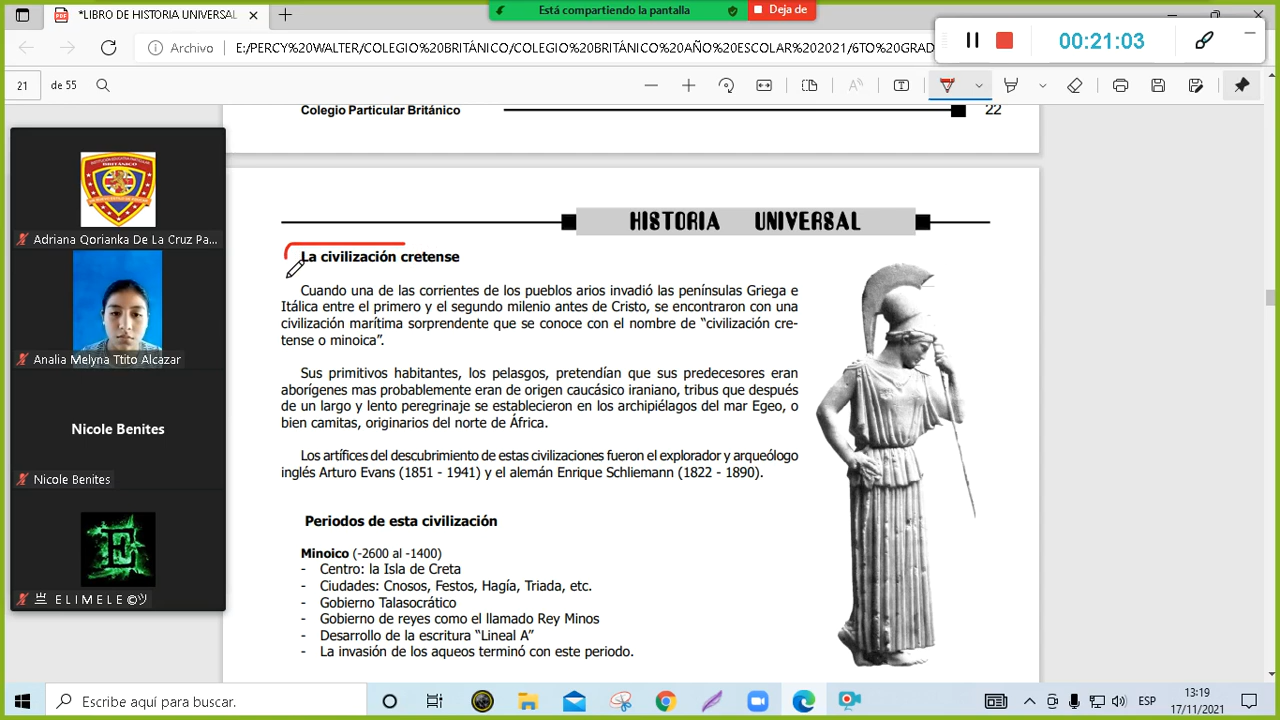 *LIBRO DE HISTORIA UNIVERSAL
Está compartiendo la pantalla
Deja de
Archivo
E:/PERCY%20WALTER/COLEGIO%20BRITÁNICO/COLEGIO%20BRITÁNICO%20AÑO%20ESCOLAR%202021/6TO%20GRAD
00:21:03
21
de 55
Colegio Particular Británico
22
HISTORIA UNIVERSAL
La civilización cretense
Cuando una de las corrientes de los pueblos arios invadió las penínsulas Griega e
Itálica entre el primero y el segundo milenio antes de Cristo, se encontraron con una
civilización marítima sorprendente que se conoce con el nombre de “civilización cre-
tense o minoica”.
Sus primitivos habitantes, los pelasgos, pretendían que sus predecesores eran
aborígenes mas probablemente eran de origen caucásico iraniano, tribus que después
de un largo y lento peregrinaje se establecieron en los archipiélagos del mar Egeo, o
bien camitas, originarios del norte de África.
Los artífices del descubrimiento de estas civilizaciones fueron el explorador y arqueólogo
inglés Arturo Evans (1851 - 1941) y el alemán Enrique Schliemann (1822 - 1890).
Periodos de esta civilización
Minoico (-2600 al -1400)
- Centro: la Isla de Creta
- Ciudades: Cnosos, Festos, Hagía, Triada, etc.
- Gobierno Talasocrático
- Gobierno de reyes como el llamado Rey Minos
- Desarrollo de la escritura “Lineal A”
- La invasión de los aqueos terminó con este periodo.
BRITÁNICO
Adriana Qorianka De La Cruz Pa...
Analia Melyna Ttito Alcazar
Nicole Benites
Nicole Benites
E
亗 E L I M E L E ©ツ
Escribe aquí para buscar.
ESP
13:19
17/11/2021